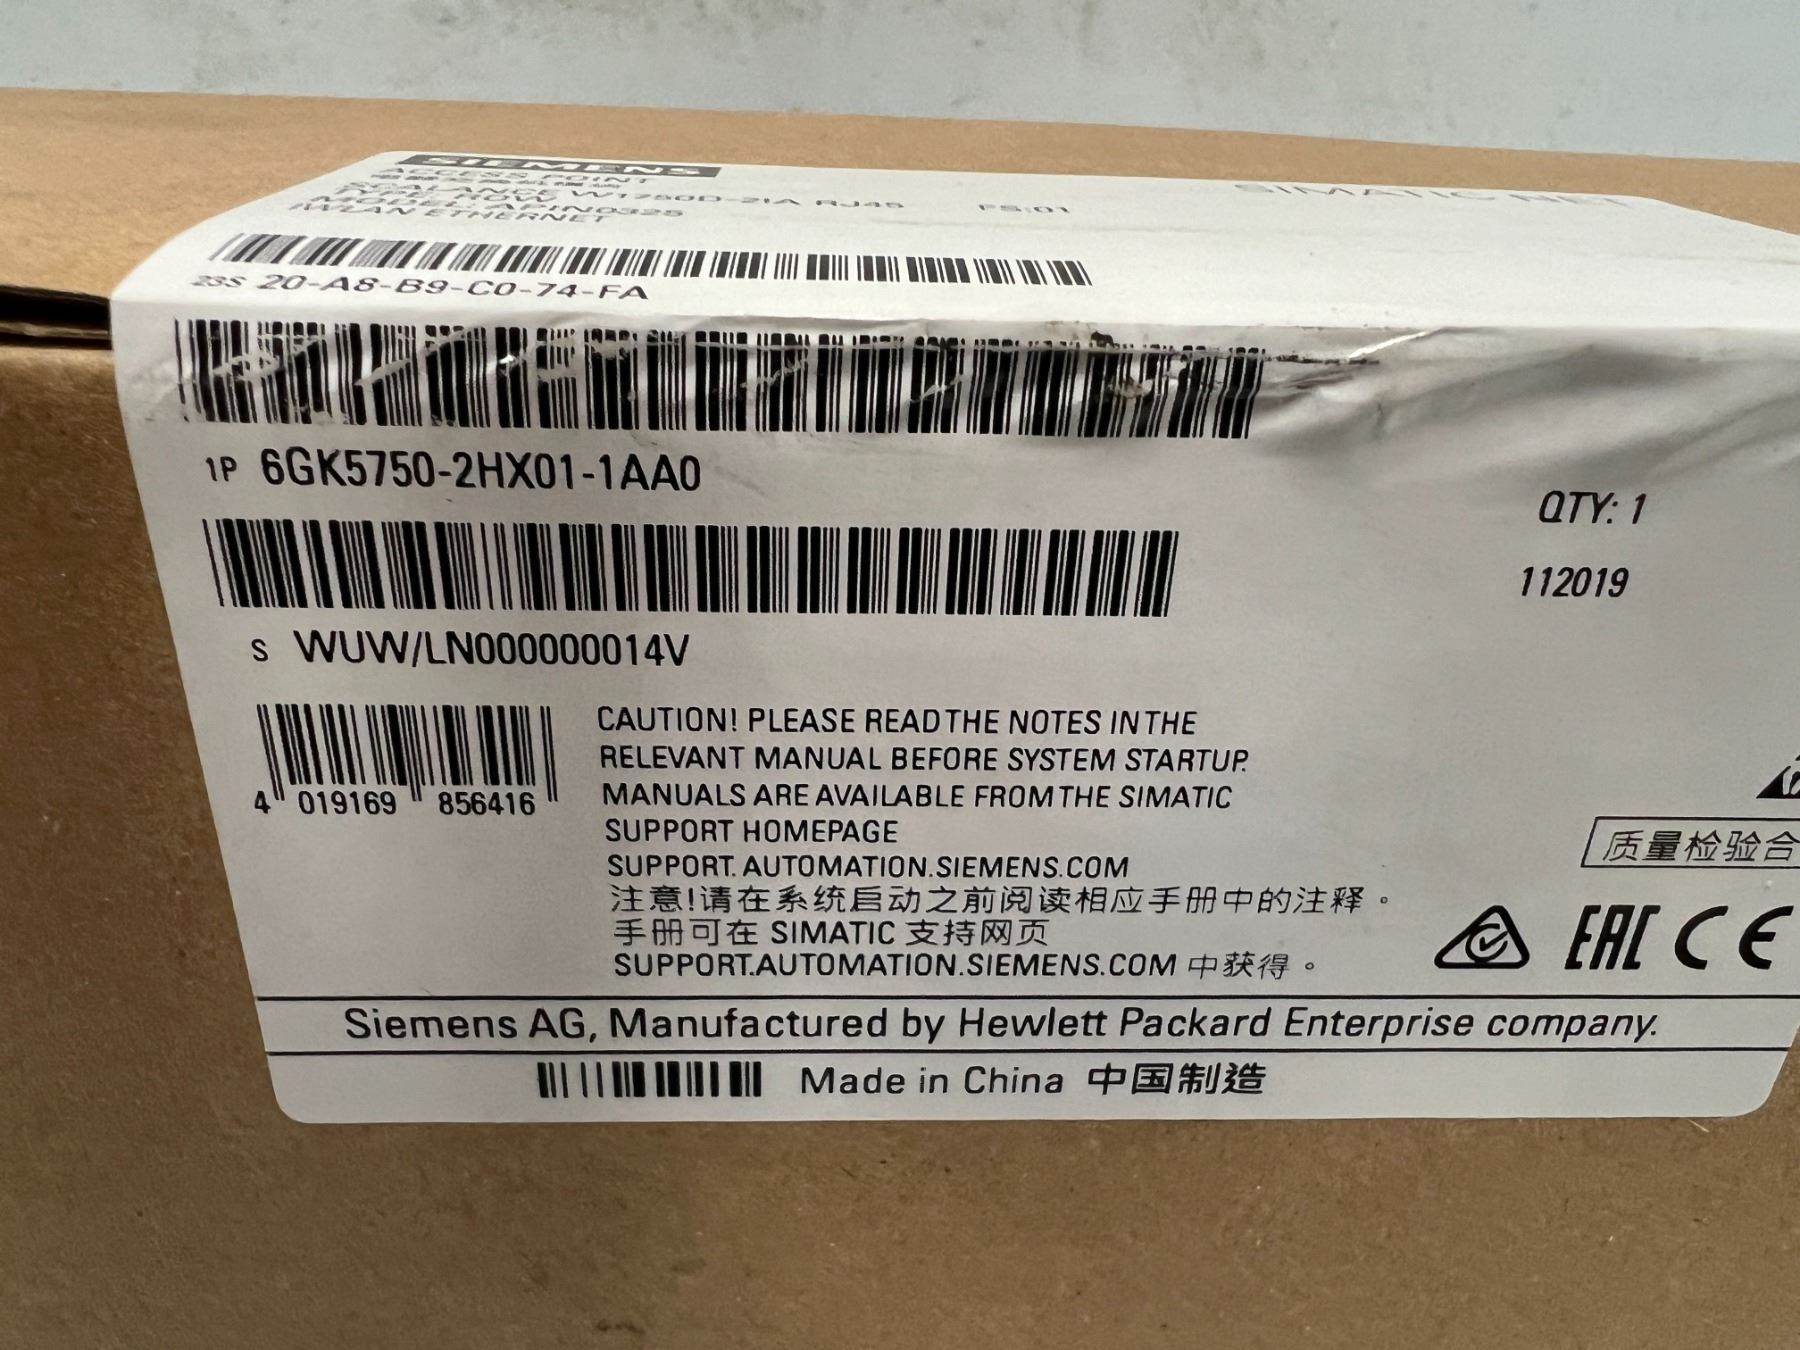 SIEMENS
SIMATIC NET
ACCESS POINT
SCALANCE W1750D-2IA RJ45 FS:01
TYPE: ROW
MODEL: APIN0325
IWLAN ETHERNET
23S 20-A8-B9-C0-74-FA
1P 6GK5750-2HX01-1AA0
QTY: 1
112019
S WUW/LN000000014V
4 019169 856416
CAUTION! PLEASE READ THE NOTES IN THE
RELEVANT MANUAL BEFORE SYSTEM STARTUP.
MANUALS ARE AVAILABLE FROM THE SIMATIC
SUPPORT HOMEPAGE
SUPPORT. AUTOMATION.SIEMENS.COM
注意!请在系统启动之前阅读相应手册中的注释。
手册可在 SIMATIC 支持网页
SUPPORT.AUTOMATION.SIEMENS.COM 中获得。
质量检验合
EAC CE
Siemens AG, Manufactured by Hewlett Packard Enterprise company.
Made in China 中国制造